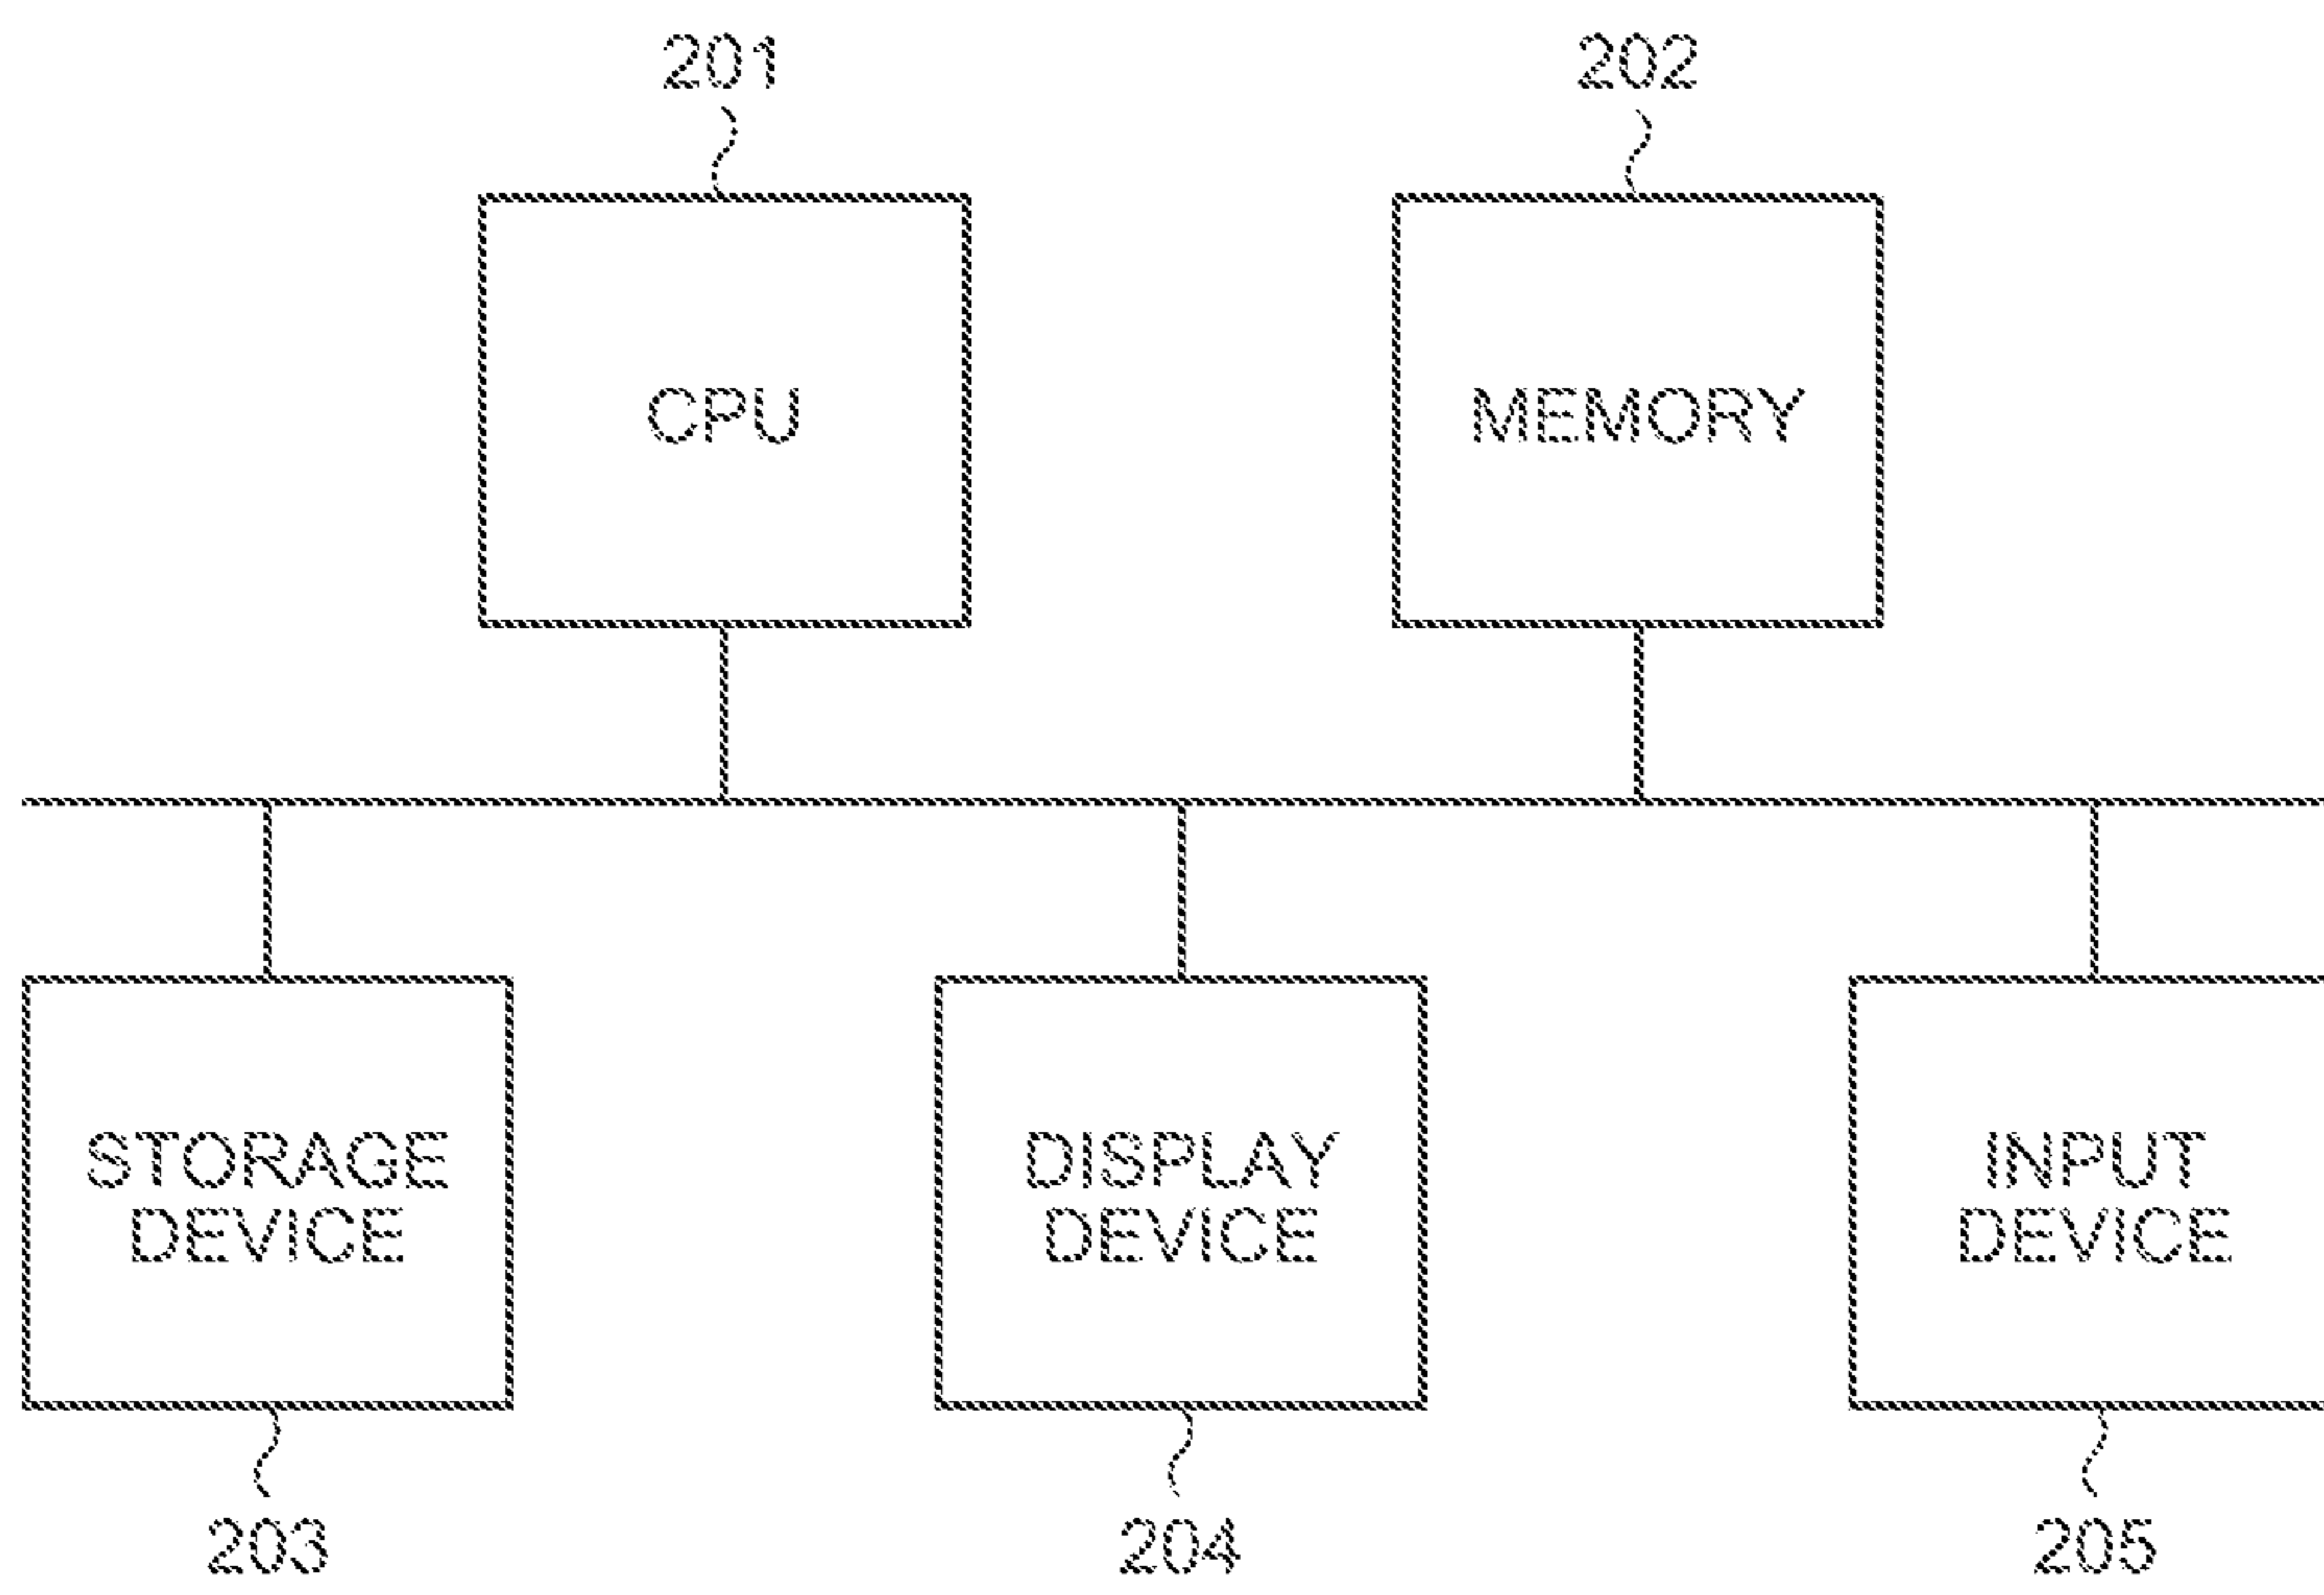 201
202
CPU
MEMORY
STORAGE
DEVICE
DISPLAY
DEVICE
INPUT
DEVICE
203
204
205